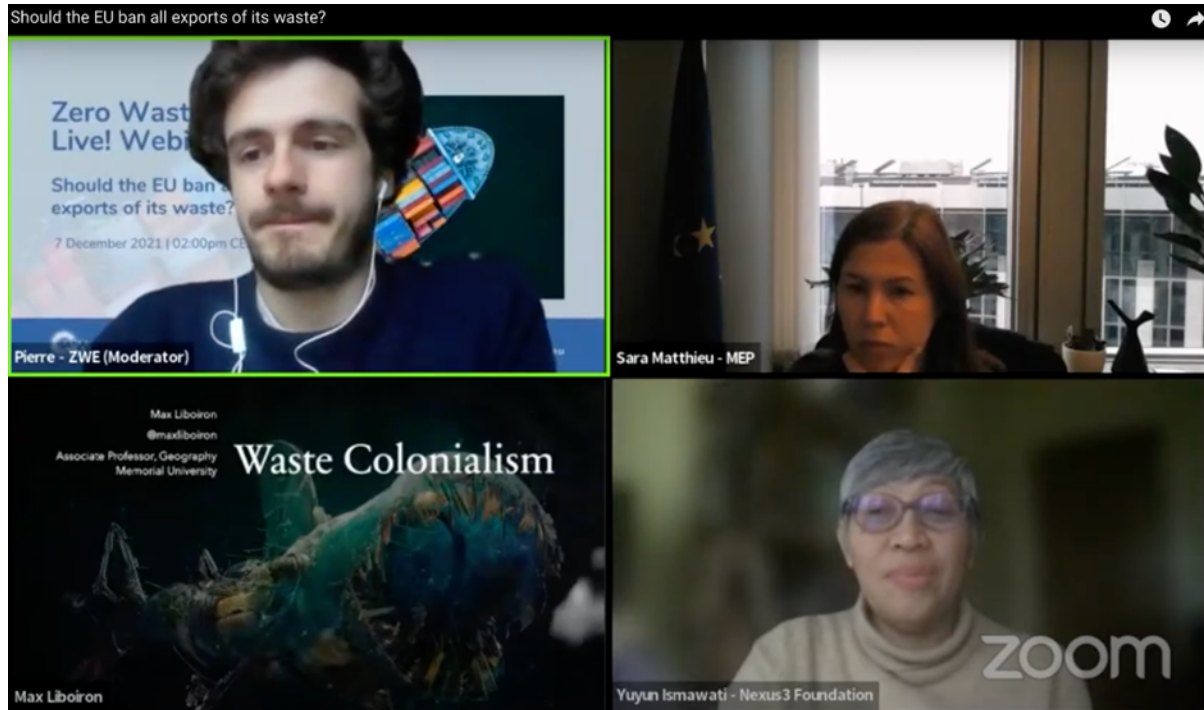 Should the EU ban all exports of its waste?
Zero Wast
Live! Webi
Should the EU ban
exports of its waste?
7 December 2021 | 02:00pm CE
Pierre - ZWE (Moderator)
Sara Matthieu - MEP
Max Liboiron
@maxliboiron
Associate Professor, Geography
Memorial University
Waste Colonialism
Max Liboiron
zoom
Yuyun Ismawati - Nexus3 Foundation